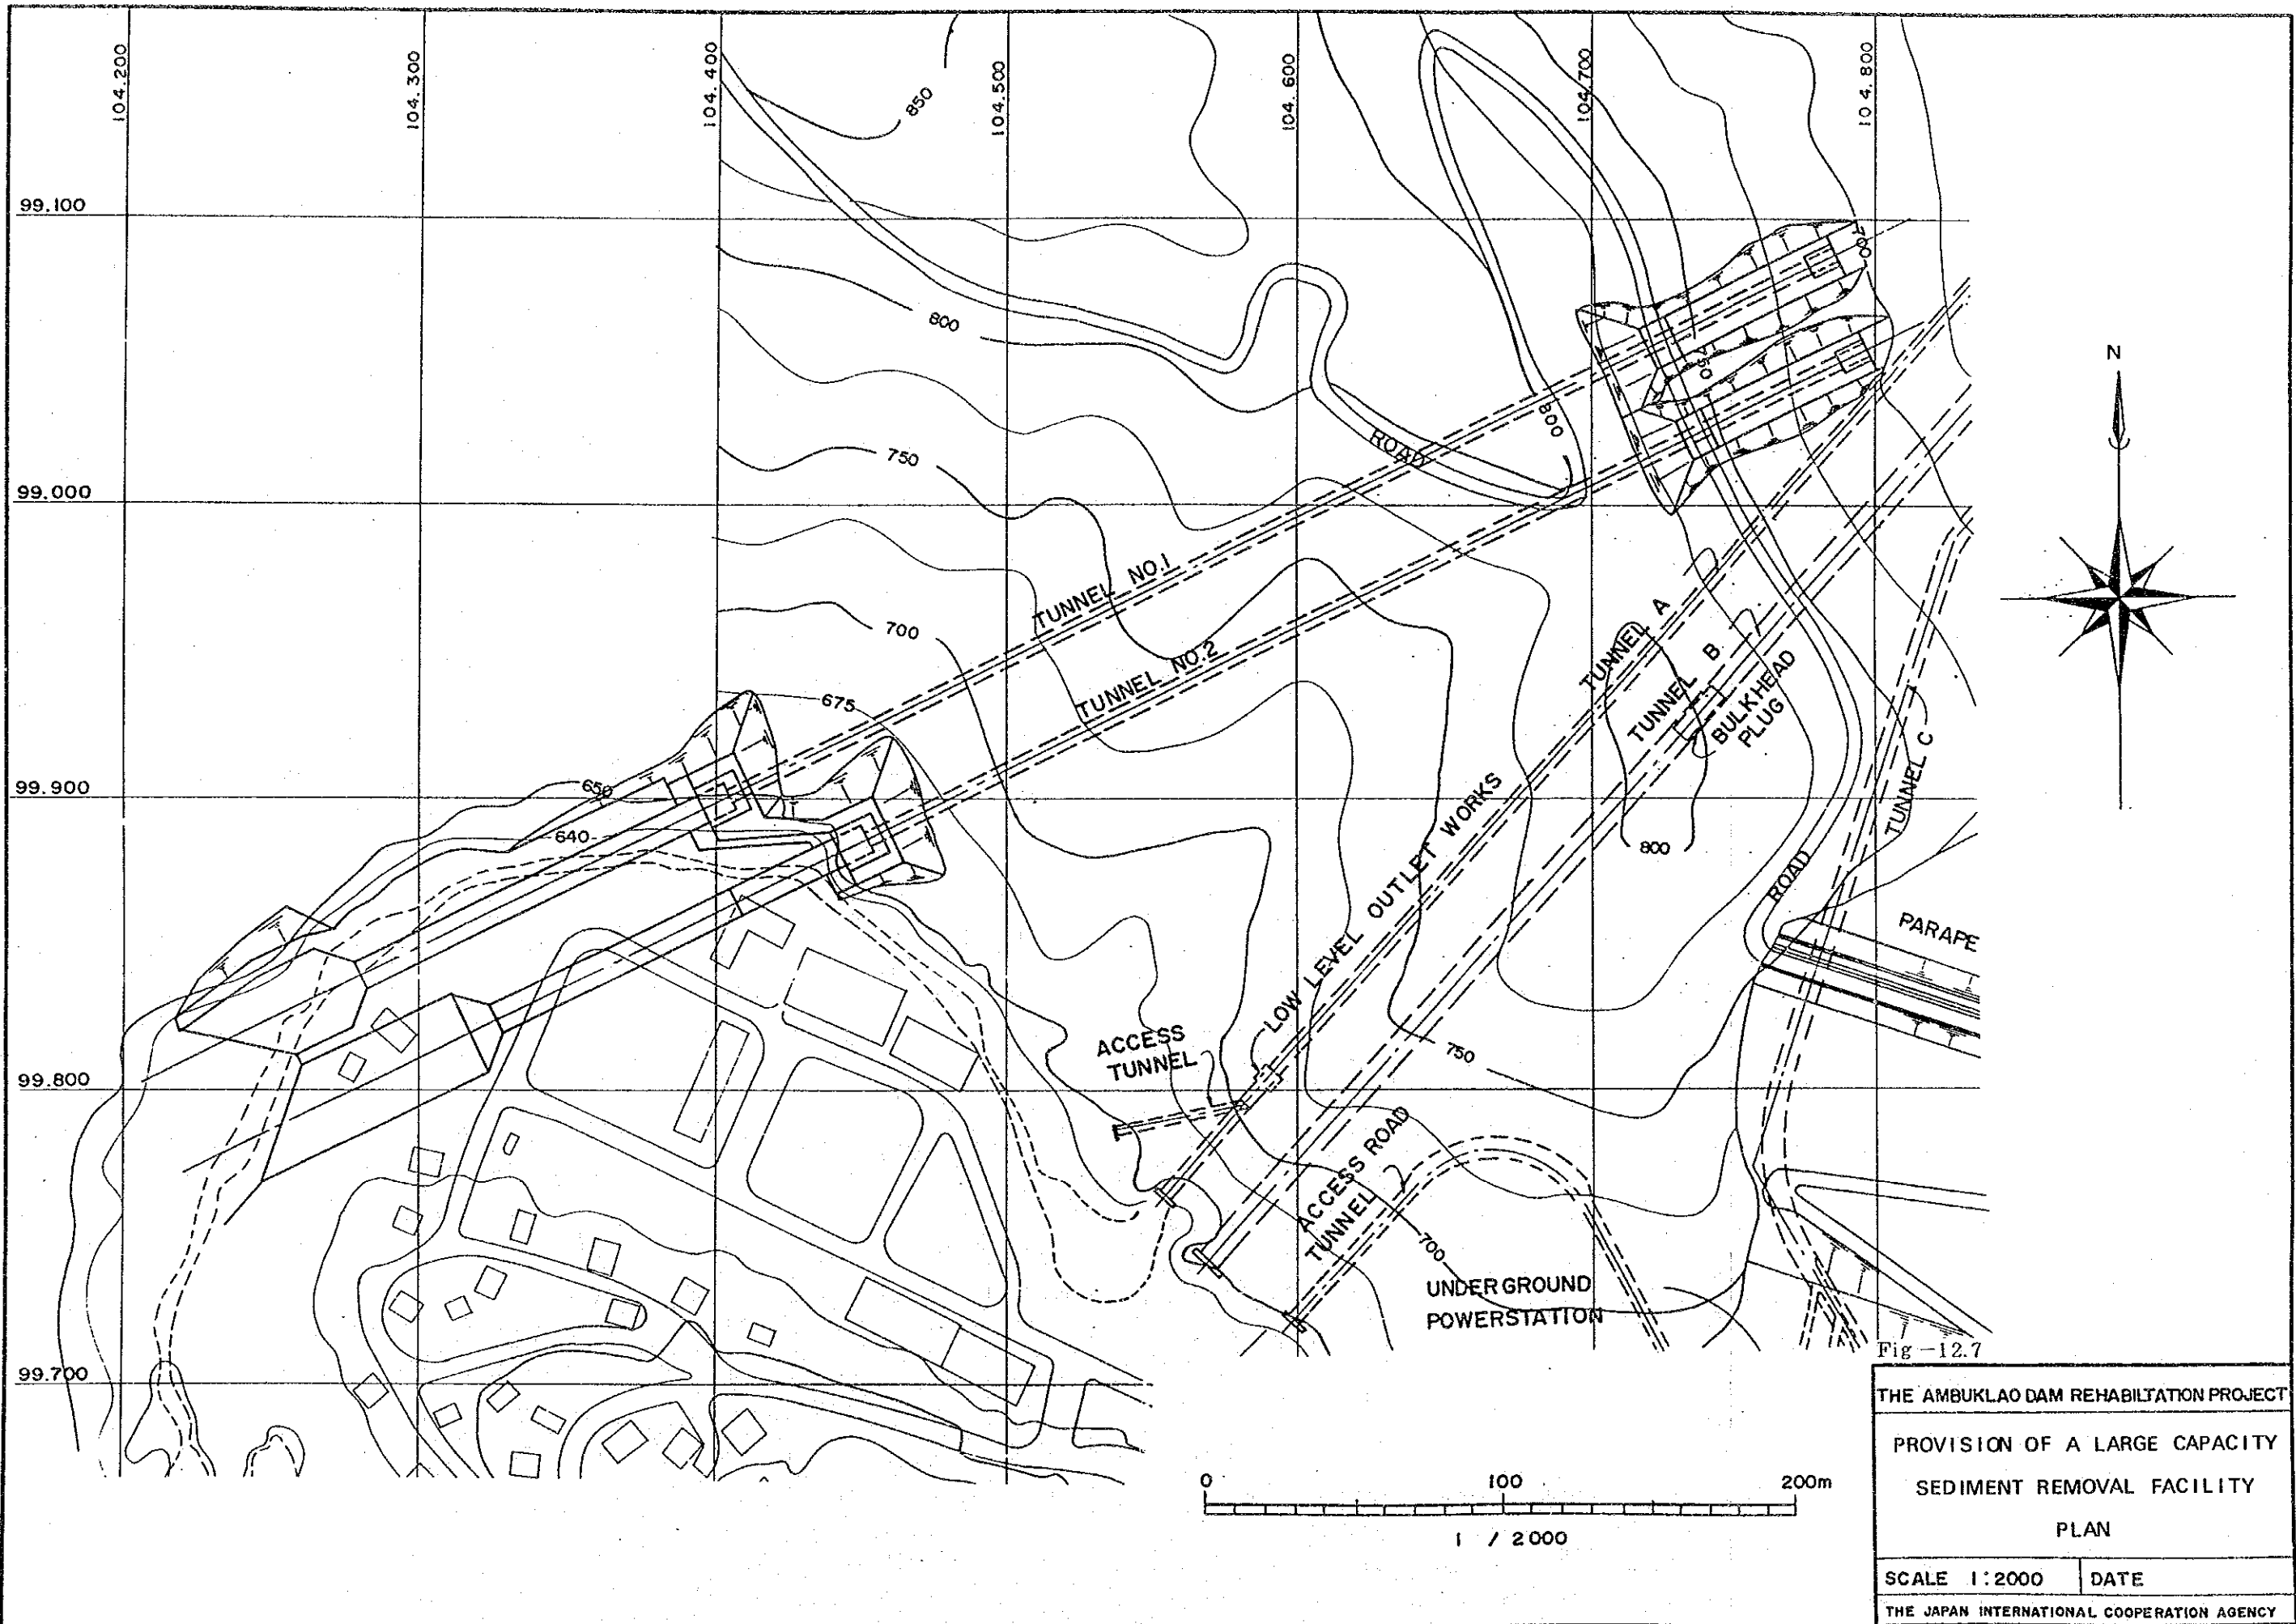 104.200
104.300
104.400
104.500
104.600
104.700
104.800
850
99.100
800
700
750
N
800
ROAD
750
99.000
TUNNEL NO.1
700
TUNNEL NO.2
TUNNEL A
TUNNEL B
BULKHEAD
PLUG
675
TUNNEL C
650
99.900
640
800
LOW LEVEL OUTLET WORKS
ROAD
PARAPE
ACCESS
TUNNEL
750
99.800
ACCESS ROAD
TUNNEL
700
UNDERGROUND
POWERSTATION
99.700
Fig-12.7
THE AMBUKLAO DAM REHABILTATION PROJECT
PROVISION OF A LARGE CAPACITY
SEDIMENT REMOVAL FACILITY
PLAN
0 100 200m
1 / 2000
SCALE 1:2000 DATE
THE JAPAN INTERNATIONAL COOPERATION AGENCY